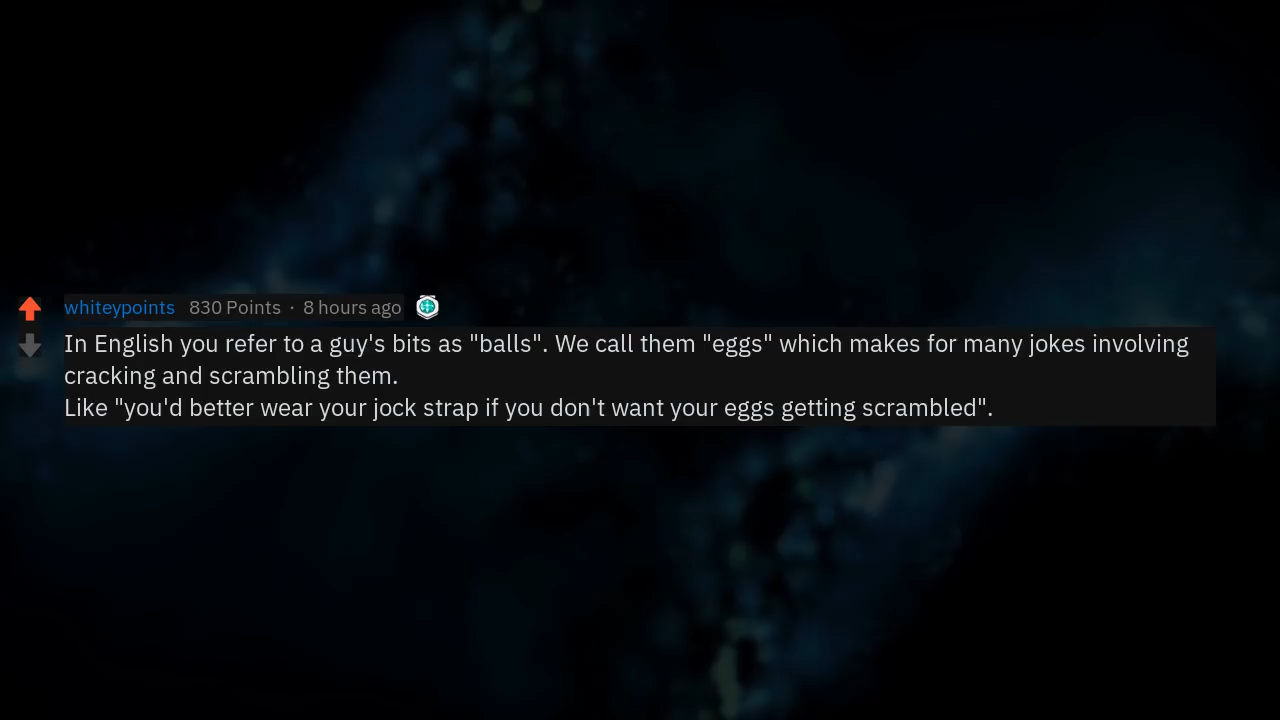 whiteypoints 830 Points · 8 hours ago
In English you refer to a guy's bits as "balls". We call them "eggs" which makes for many jokes involving
cracking and scrambling them.
Like "you'd better wear your jock strap if you don't want your eggs getting scrambled".